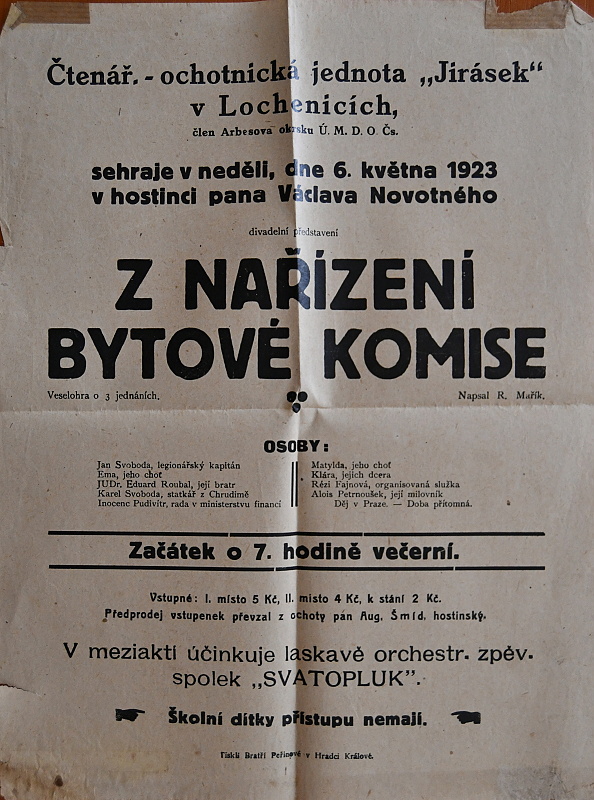 Čtenář. - ochotnická jednota „Jirásek“
v Lochenicích,
člen Arbesova okrsku Ú. M. D. O Čs.
sehraje v neděli, dne 6. května 1923
v hostinci pana Václava Novotného
divadelní představení
Z NAŘÍZENÍ
BYTOVÉ KOMISE
Veselohra o 3 jednáních.
Napsal R. Mařík.
OSOBY:
Jan Svoboda, legionářský kapitán
Ema, jeho choť
JUDr. Eduard Roubal, její bratr
Karel Svoboda, statkář z Chrudimě
Inocenc Pudivítr, rada v ministerstvu financí
Matylda, jeho choť
Klára, jejich dcera
Rézi Fajnová, organisovaná služka
Alois Petrnoušek, její milovník
Děj v Praze. — Doba přítomná.
Začátek o 7. hodině večerní.
Vstupné: I. místo 5 Kč, II. místo 4 Kč, k stání 2 Kč.
Předprodej vstupenek převzal z ochoty pán Aug. Šmíd, hostinský.
V meziaktí účinkuje laskavě orchestr. zpěv.
spolek „SVATOPLUK“.
Školní dítky přístupu nemají.
Tiskli Bratří Peřinové v Hradci Králové.